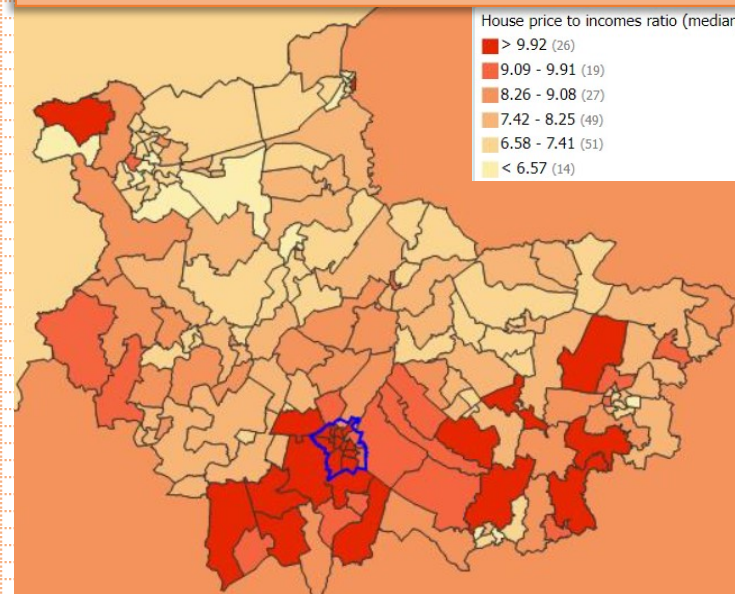 House price to incomes ratio (median
> 9.92 (26)
9.09 - 9.91 (19)
8.26 - 9.08 (27)
7.42 - 8.25 (49)
6.58 - 7.41 (51)
< 6.57 (14)